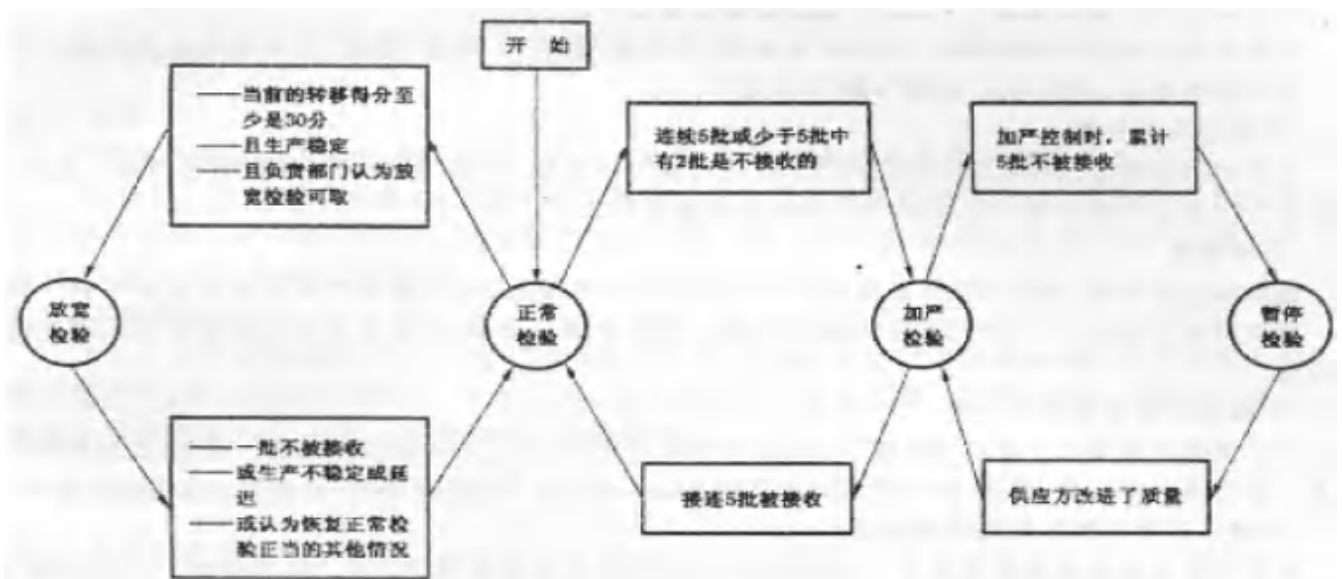 开 始
——当前的转移得分至
少是30分
——且生产稳定
——且负责部门认为放
宽检验可取
连续5批或少于5批中
有2批是不接收的
加严控制时，累计
5批不被接收
放宽
检验
正常
检验
加严
检验
暂停
检验
——一批不被接收
——或生产不稳定或延
迟
——或认为恢复正常检
验正当的其他情况
接连5批被接收
供应方改进了质量